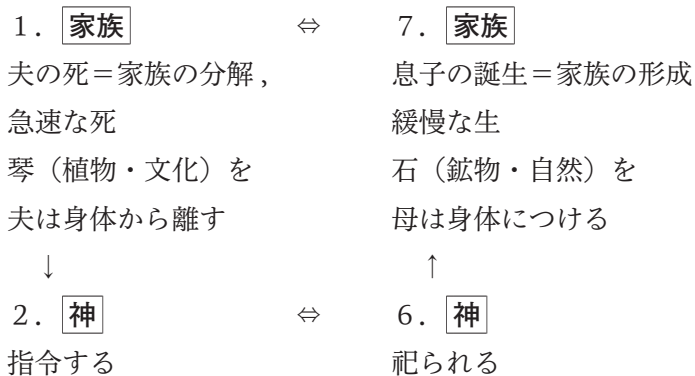 1．家族 ⇔ 7．家族
夫の死＝家族の分解， 息子の誕生＝家族の形成
急速な死 緩慢な生
琴（植物・文化）を 石（鉱物・自然）を
夫は身体から離す 母は身体につける
↓ ↑
2．神 ⇔ 6．神
指令する 祀られる